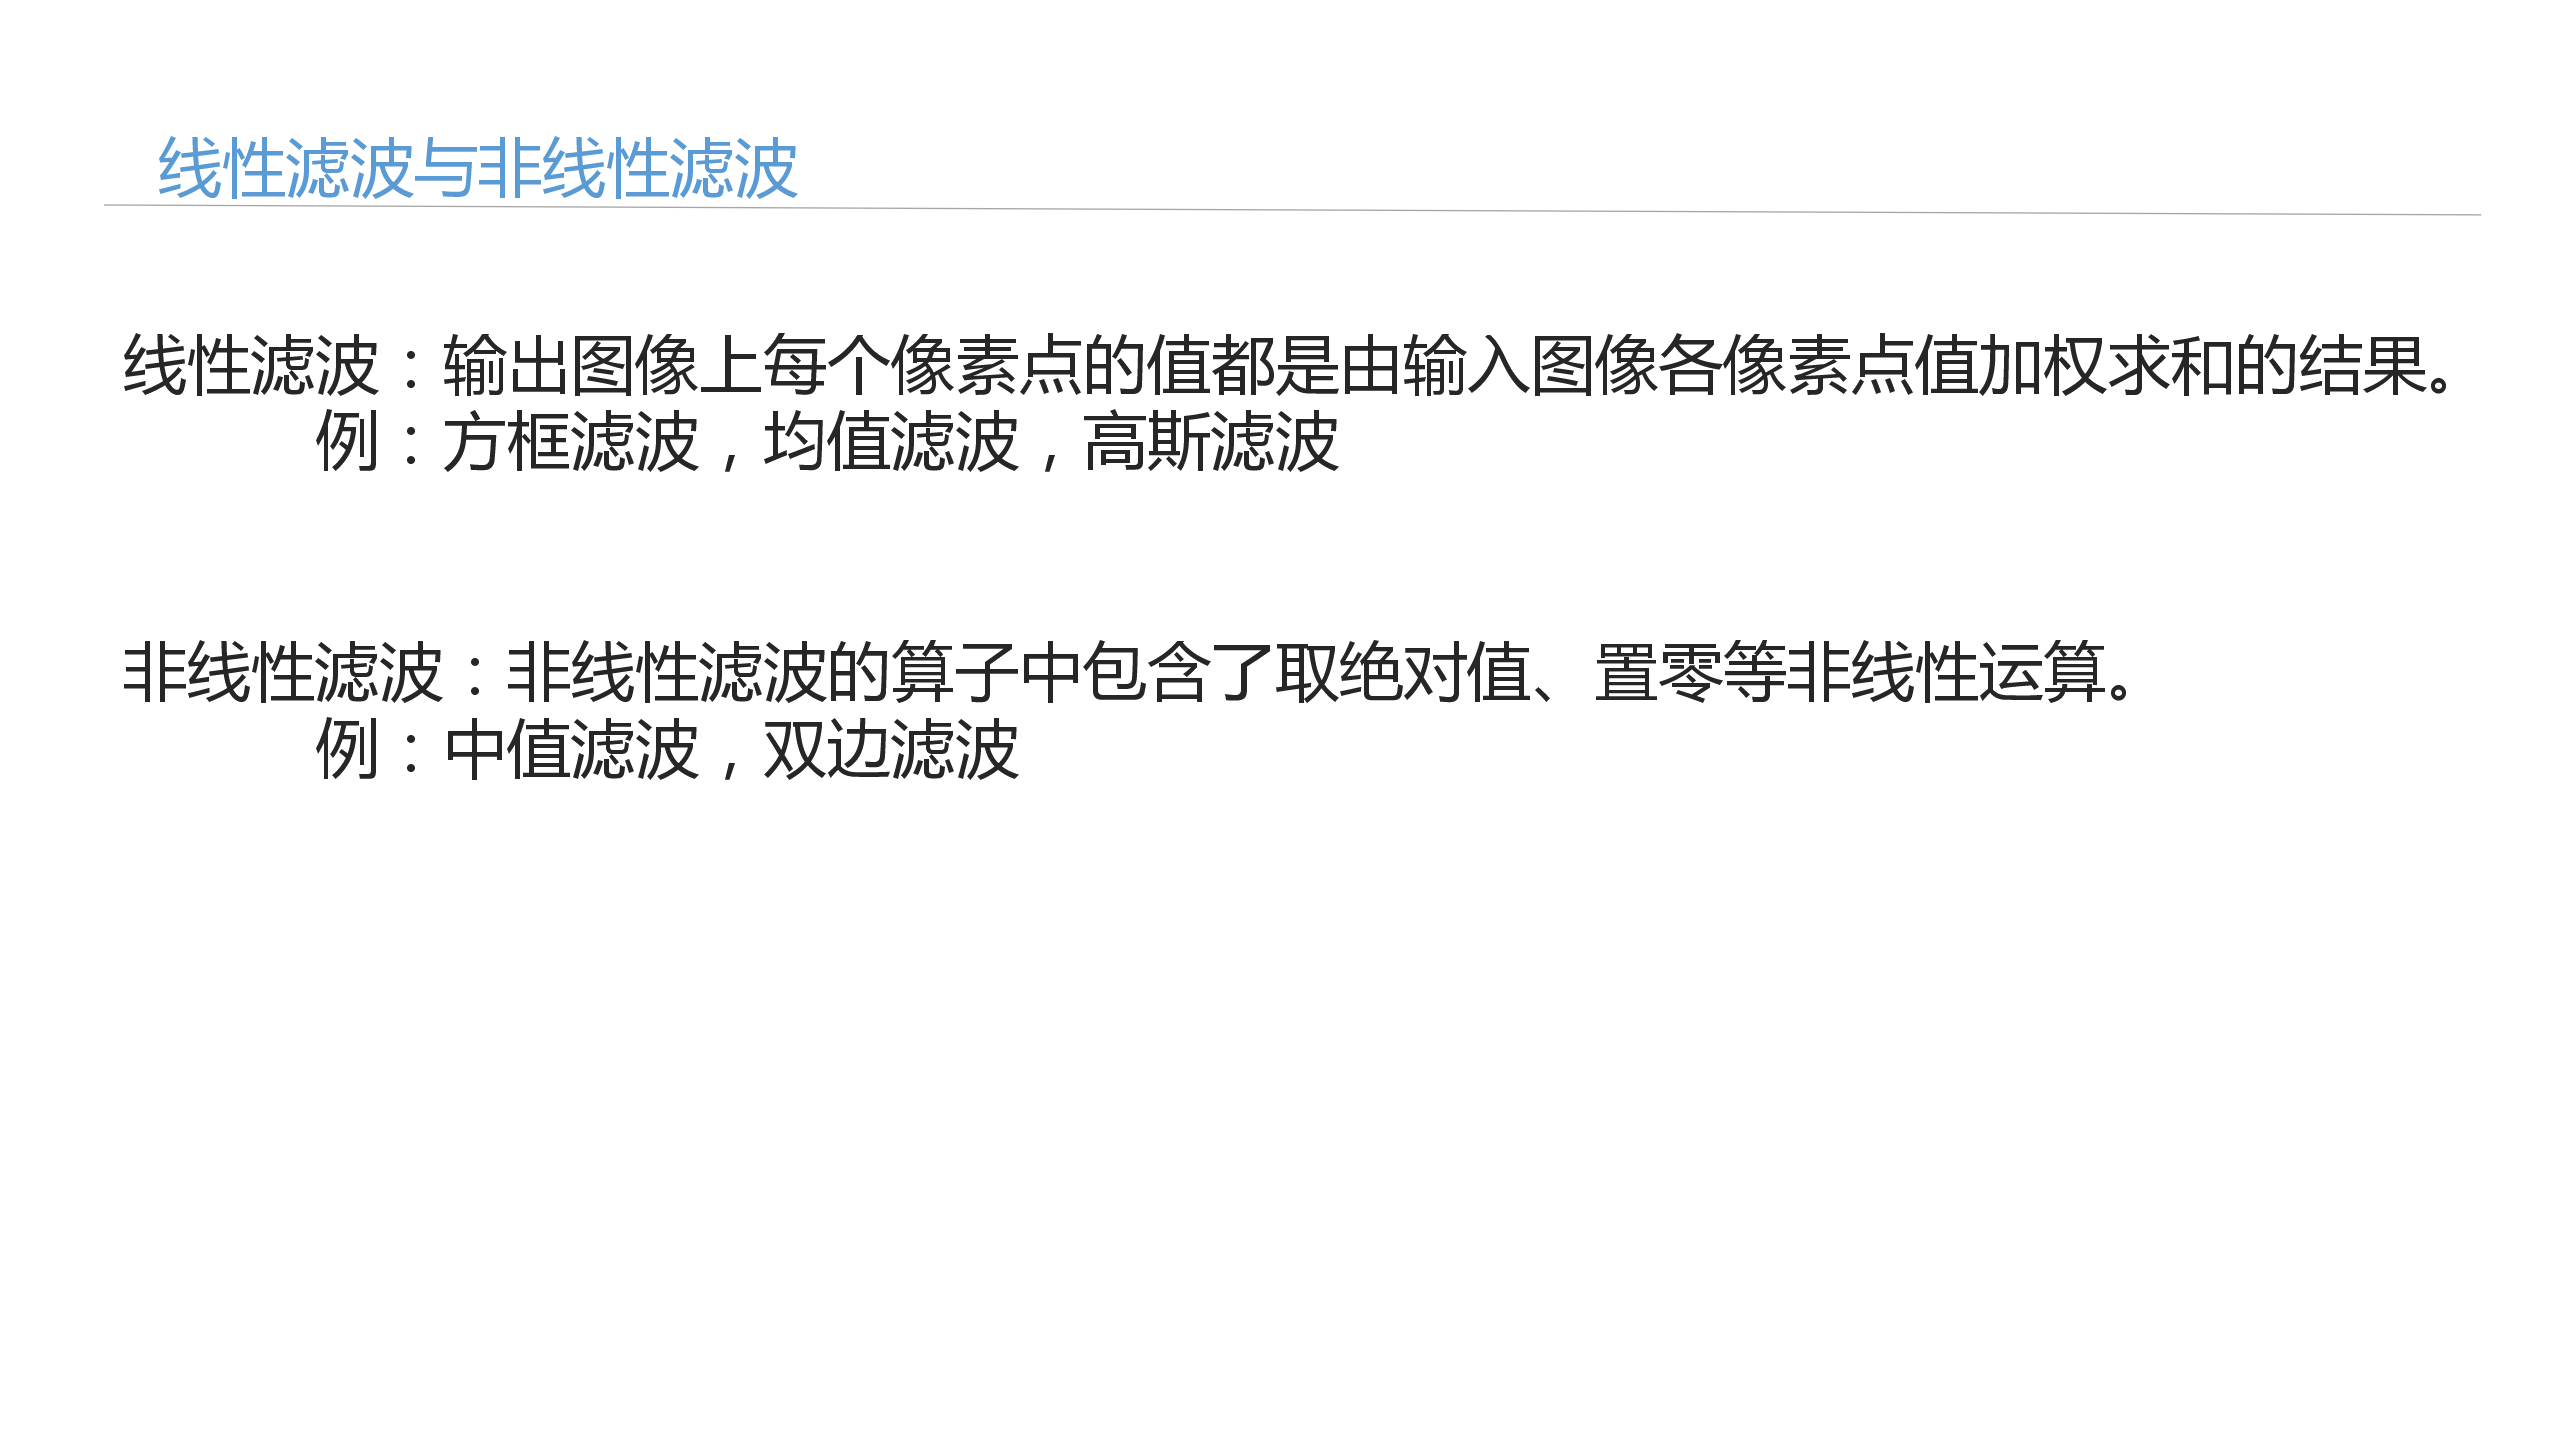 线性滤波与非线性滤波
线性滤波：输出图像上每个像素点的值都是由输入图像各像素点值加权求和的结果。
例：方框滤波，均值滤波，高斯滤波
非线性滤波：非线性滤波的算子中包含了取绝对值、置零等非线性运算。
例：中值滤波，双边滤波